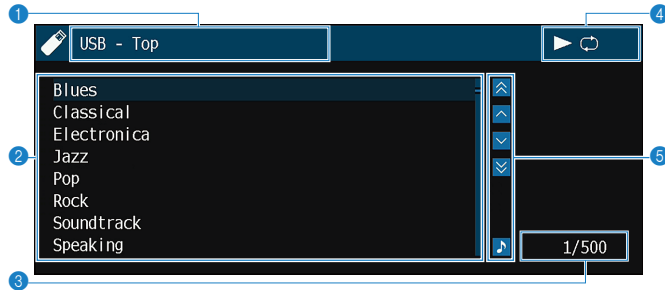 1
4
USB - Top
Blues
Classical
Electronica
Jazz
2
5
Pop
Rock
Soundtrack
Speaking
1/500
3